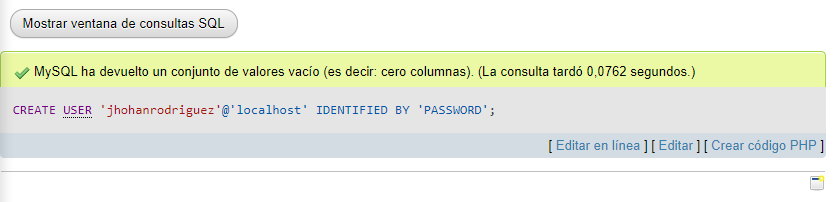 Mostrar ventana de consultas SQL
MySQL ha devuelto un conjunto de valores vacío (es decir: cero columnas). (La consulta tardó 0,0762 segundos.)
CREATE USER 'jhohanrodriguez'@'localhost' IDENTIFIED BY 'PASSWORD';
[ Editar en línea ] [ Editar ] [ Crear código PHP ]